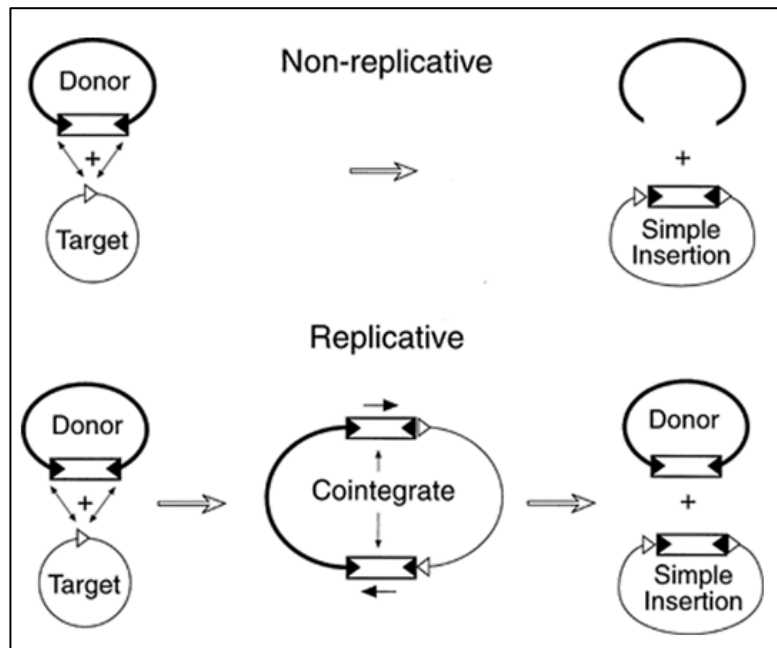 Donor
Non-replicative
+
+
Target
Simple
Insertion
Replicative
Donor
Donor
+
Cointegrate
+
Target
Simple
Insertion